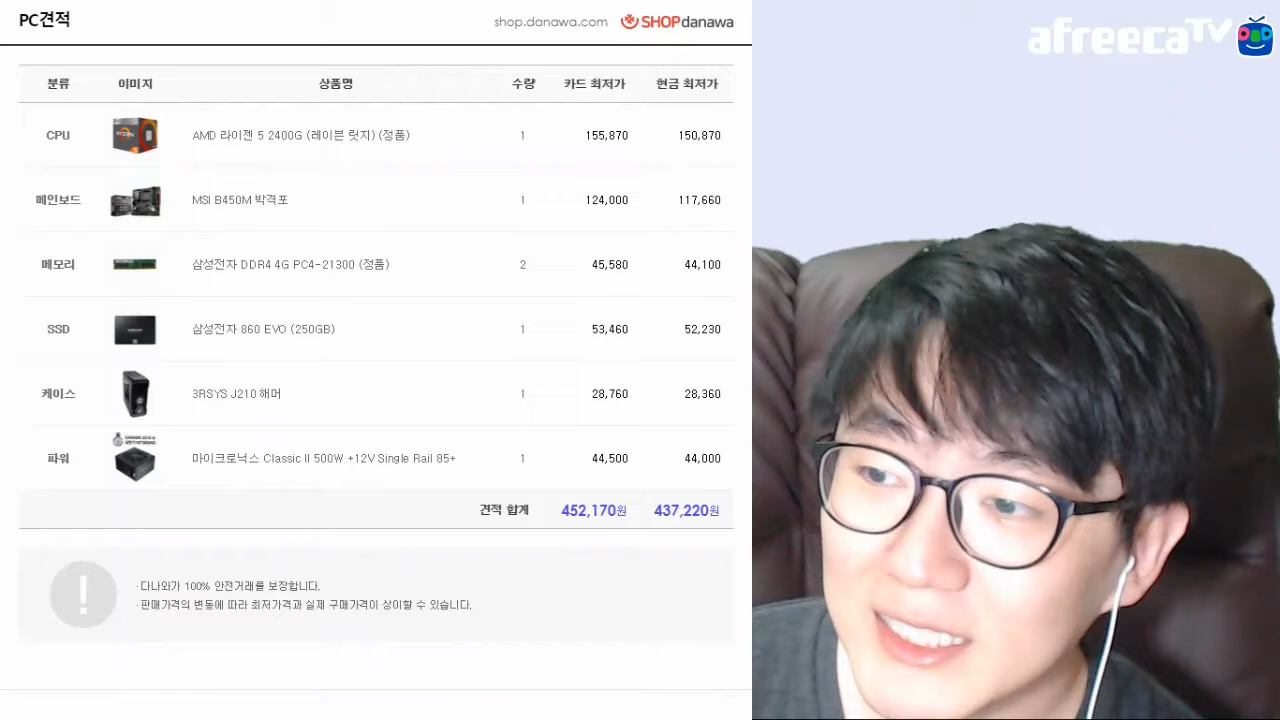 PC견적
shop.danawa.com SHOPdanawa
afreecaTV
분류 이미지 상품명 수량 카드 최저가 현금 최저가
CPU AMD 라이젠 5 2400G (레이븐 릿지) (정품) 1 155,870 150,870
메인보드 MSI B450M 박격포 1 124,000 117,660
메모리 삼성전자 DDR4 4G PC4-21300 (정품) 2 45,580 44,100
SSD 삼성전자 860 EVO (250GB) 1 53,460 52,230
케이스 3RSYS J210 해머 1 28,760 28,360
파워 마이크로닉스 Classic II 500W +12V Single Rail 85+ 1 44,500 44,000
견적 합계 452,170원 437,220원
· 다나와가 100% 안전거래를 보장합니다.
· 판매가격의 변동에 따라 최저가격과 실제 구매가격이 상이할 수 있습니다.